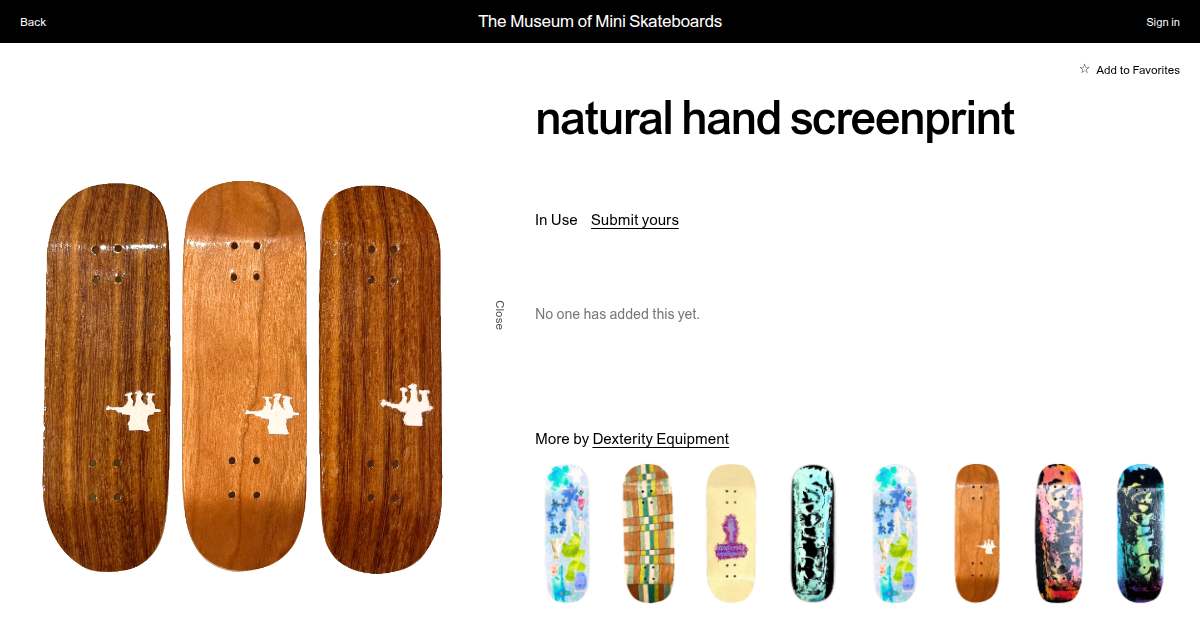 Back
The Museum of Mini Skateboards
Sign in
☆ Add to Favorites
natural hand screenprint
In Use Submit yours
Close
No one has added this yet.
More by Dexterity Equipment